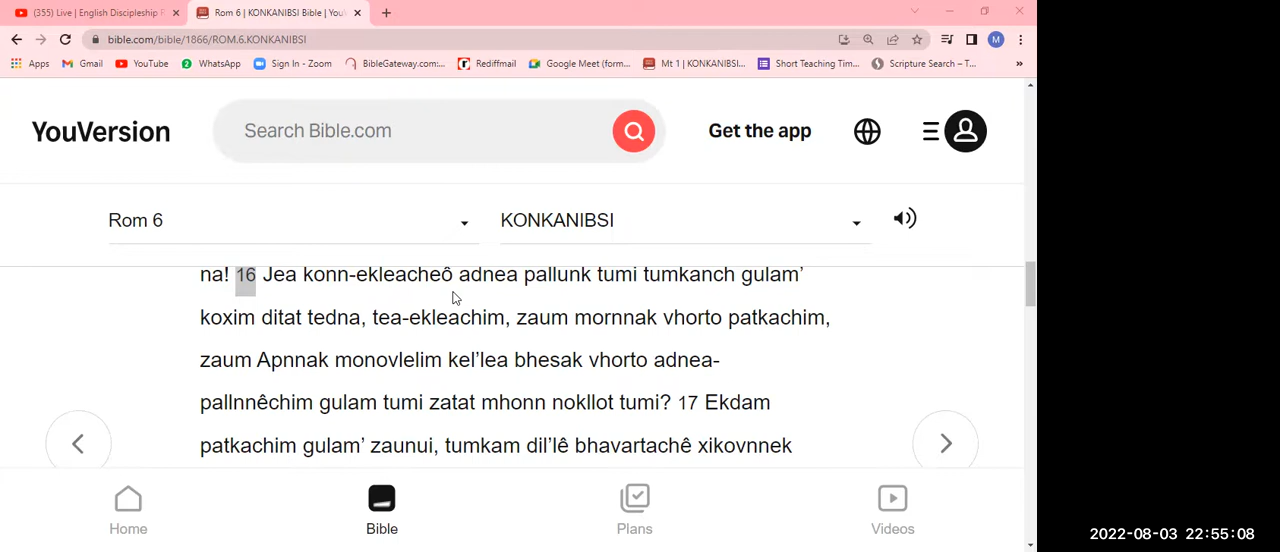 (355) Live | English Discipleship P
Rom 6 | KONKANIBSI Bible | You
bible.com/bible/1866/ROM.6.KONKANIBSI
M
Apps
Gmail
YouTube
2 WhatsApp
Sign In - Zoom
BibleGateway.com:...
Rediffmail
Google Meet (form...
Mt 1 | KONKANIBSI...
Short Teaching Tim...
Scripture Search – T...
»
YouVersion
Search Bible.com
Get the app
Rom 6
KONKANIBSI
na! 16 Jea konn-ekleacheô adnea pallunk tumi tumkanch gulam’
koxim ditat tedna, tea-ekleachim, zaum mornnak vhorto patkachim,
zaum Apnnak monovlelim kel’lea bhesak vhorto adnea-
pallnnêchim gulam tumi zatat mhonn nokllot tumi? 17 Ekdam
patkachim gulam’ zaunui, tumkam dil’lê bhavartachê xikovnnek
Home
Bible
Plans
Videos
2022-08-03 22:55:08